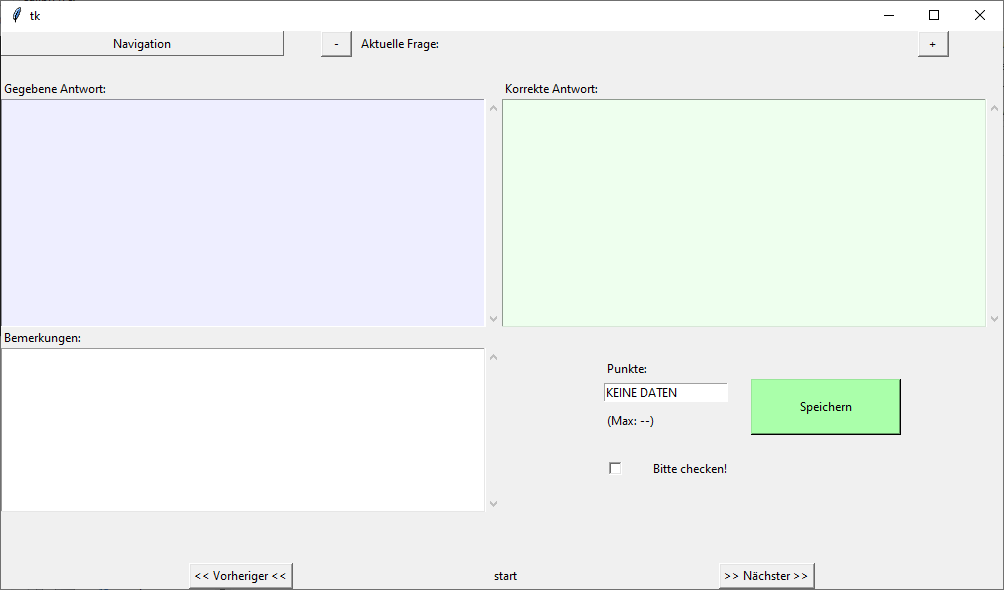 tk
Navigation
-
Aktuelle Frage:
+
Gegebene Antwort:
Korrekte Antwort:
Bemerkungen:
Punkte:
KEINE DATEN
(Max: --)
Speichern
Bitte checken!
<< Vorheriger <<
start
>> Nächster >>